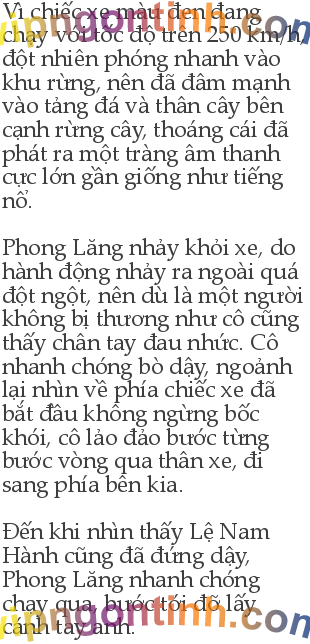 Vì chiếc xe màu đen đang
chạy với tốc độ trên 250 km/h,
đột nhiên phóng nhanh vào
khu rừng, nên đã đâm mạnh
vào tảng đá và thân cây bên
cạnh rừng cây, thoáng cái đã
phát ra một tràng âm thanh
cực lớn gần giống như tiếng
nổ.

Phong Lăng nhảy khỏi xe, do
hành động nhảy ra ngoài quá
đột ngột, nên dù là một người
không bị thương như cô cũng
thấy chân tay đau nhức. Cô
nhanh chóng bò dậy, ngoảnh
lại nhìn về phía chiếc xe đã
bắt đầu không ngừng bốc
khói, cô lảo đảo bước từng
bước vòng qua thân xe, đi
sang phía bên kia.

Đến khi nhìn thấy Lệ Nam
Hành cũng đã đứng dậy,
Phong Lăng nhanh chóng
chạy qua, bước tới đỡ lấy
cánh tay anh.